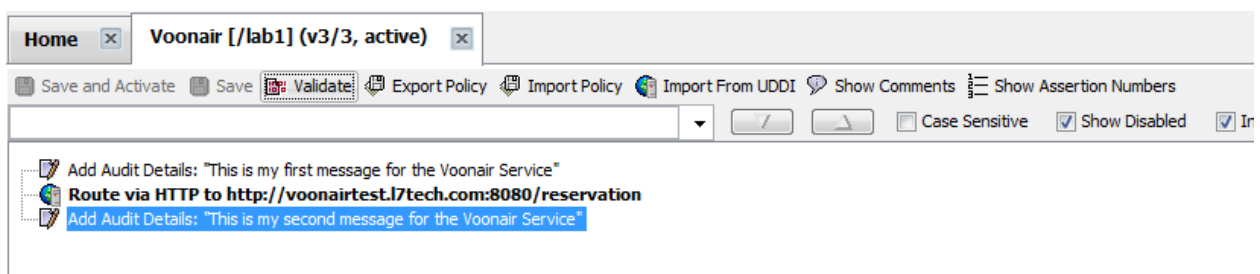 Home Voonair [/lab1] (v3/3, active)
Save and Activate Save Validate Export Policy Import Policy Import From UDDI Show Comments Show Assertion Numbers
Case Sensitive Show Disabled
Add Audit Details: "This is my first message for the Voonair Service"
Route via HTTP to http://voonairtest.l7tech.com:8080/reservation
Add Audit Details: "This is my second message for the Voonair Service"